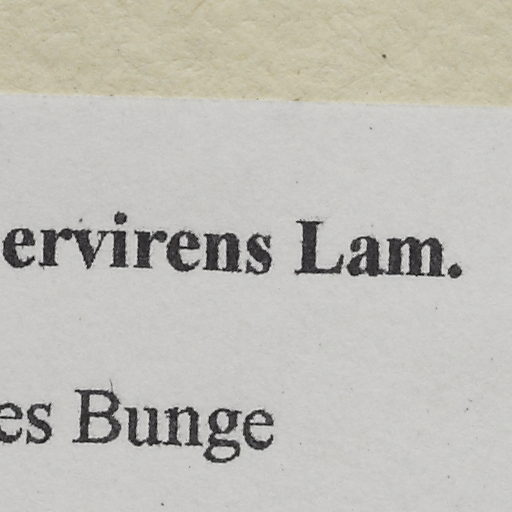 ervirens Lam.
es Bunge